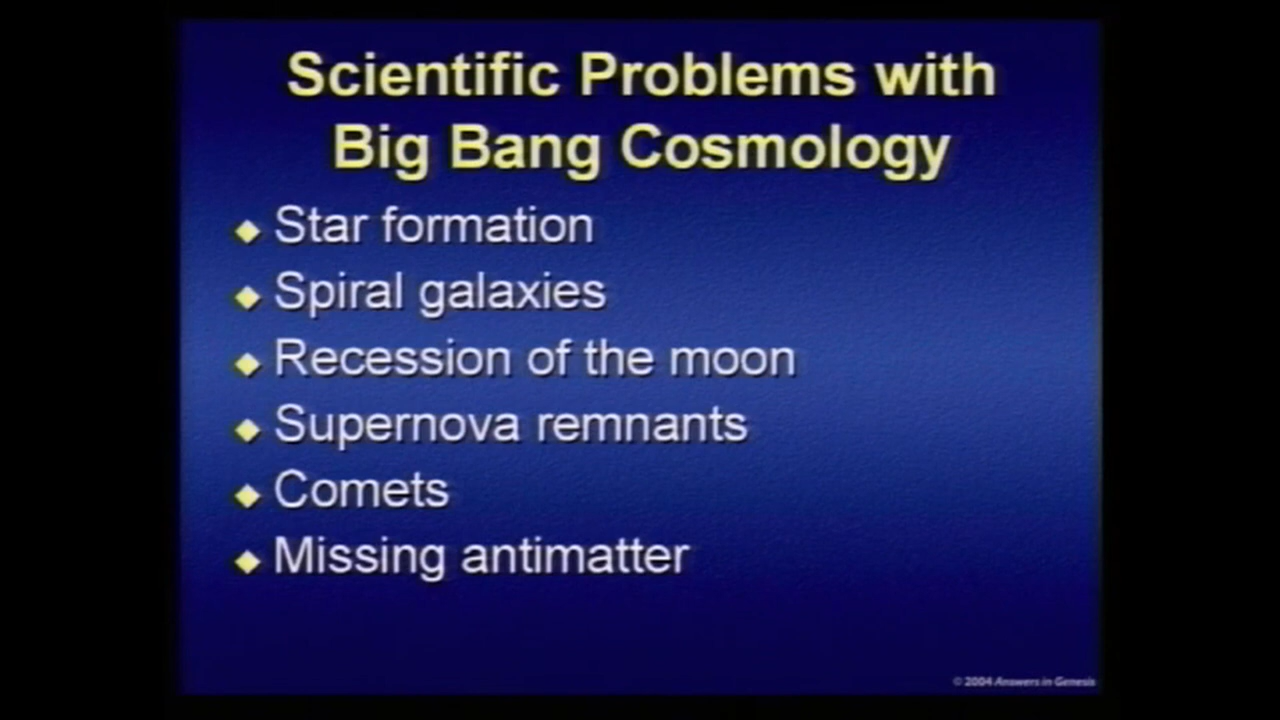 Scientific Problems with
Big Bang Cosmology
Star formation
Spiral galaxies
Recession of the moon
Supernova remnants
Comets
Missing antimatter
© 2004 Answers in Genesis